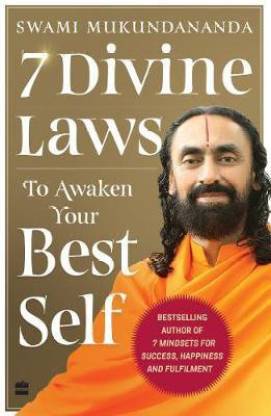 SWAMI MUKUNDANANDA
7 DIVINE
LAWS
TO AWAKEN
YOUR
BEST
SELF
BESTSELLING
AUTHOR OF
7 MINDSETS FOR
SUCCESS, HAPPINESS
AND FULFILMENT